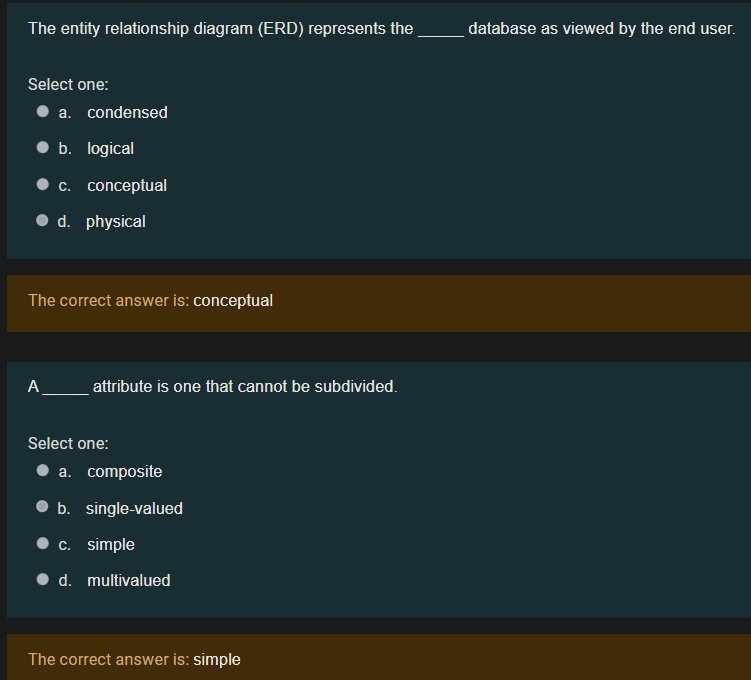 The entity relationship diagram (ERD) represents the _____ database as viewed by the end user.
Select one:
a. condensed
b. logical
c. conceptual
d. physical
The correct answer is: conceptual
A _____ attribute is one that cannot be subdivided.
Select one:
a. composite
b. single-valued
c. simple
d. multivalued
The correct answer is: simple